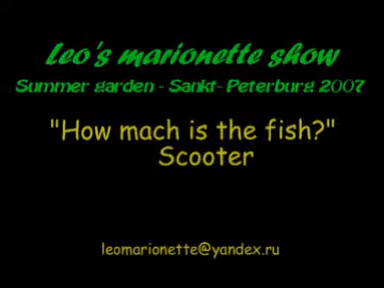 Leo's marionette show
Summer garden - Sankt- Peterburg 2007
"How mach is the fish?"
Scooter
leomarionette@yandex.ru